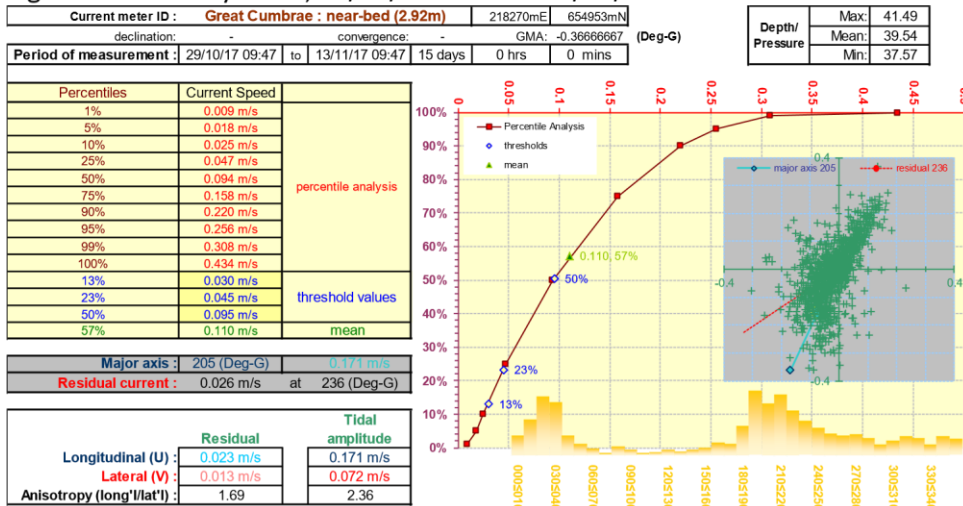 Current meter ID : Great Cumbrae : near-bed (2.92m) 218270mE 654953mN
declination: - convergence: - GMA: -0.36666667 (Deg-G)
Period of measurement : 29/10/17 09:47 to 13/11/17 09:47 15 days 0 hrs 0 mins
Depth/ Pressure
Max: 41.49
Mean: 39.54
Min: 37.57
Percentiles Current Speed
1% 0.009 m/s
5% 0.018 m/s
10% 0.025 m/s
25% 0.047 m/s
50% 0.094 m/s
75% 0.158 m/s
90% 0.220 m/s
95% 0.256 m/s
99% 0.308 m/s
100% 0.434 m/s
percentile analysis
13% 0.030 m/s
23% 0.045 m/s
50% 0.095 m/s
threshold values
57% 0.110 m/s mean
Major axis : 205 (Deg-G) 0.171 m/s
Residual current : 0.026 m/s at 236 (Deg-G)
Residual Tidal amplitude
Longitudinal (U) : 0.023 m/s 0.171 m/s
Lateral (V) : 0.013 m/s 0.072 m/s
Anisotropy (long'l/lat'l) : 1.69 2.36
0 0.05 0.1 0.15 0.2 0.25 0.3 0.35 0.4 0.45
100%
90%
80%
70%
60%
50%
40%
30%
20%
10%
0%
Percentile Analysis
thresholds
mean
0.110, 57%
50%
23%
13%
major axis 205 residual 236
0.4
-0.4 0.4
-0.4